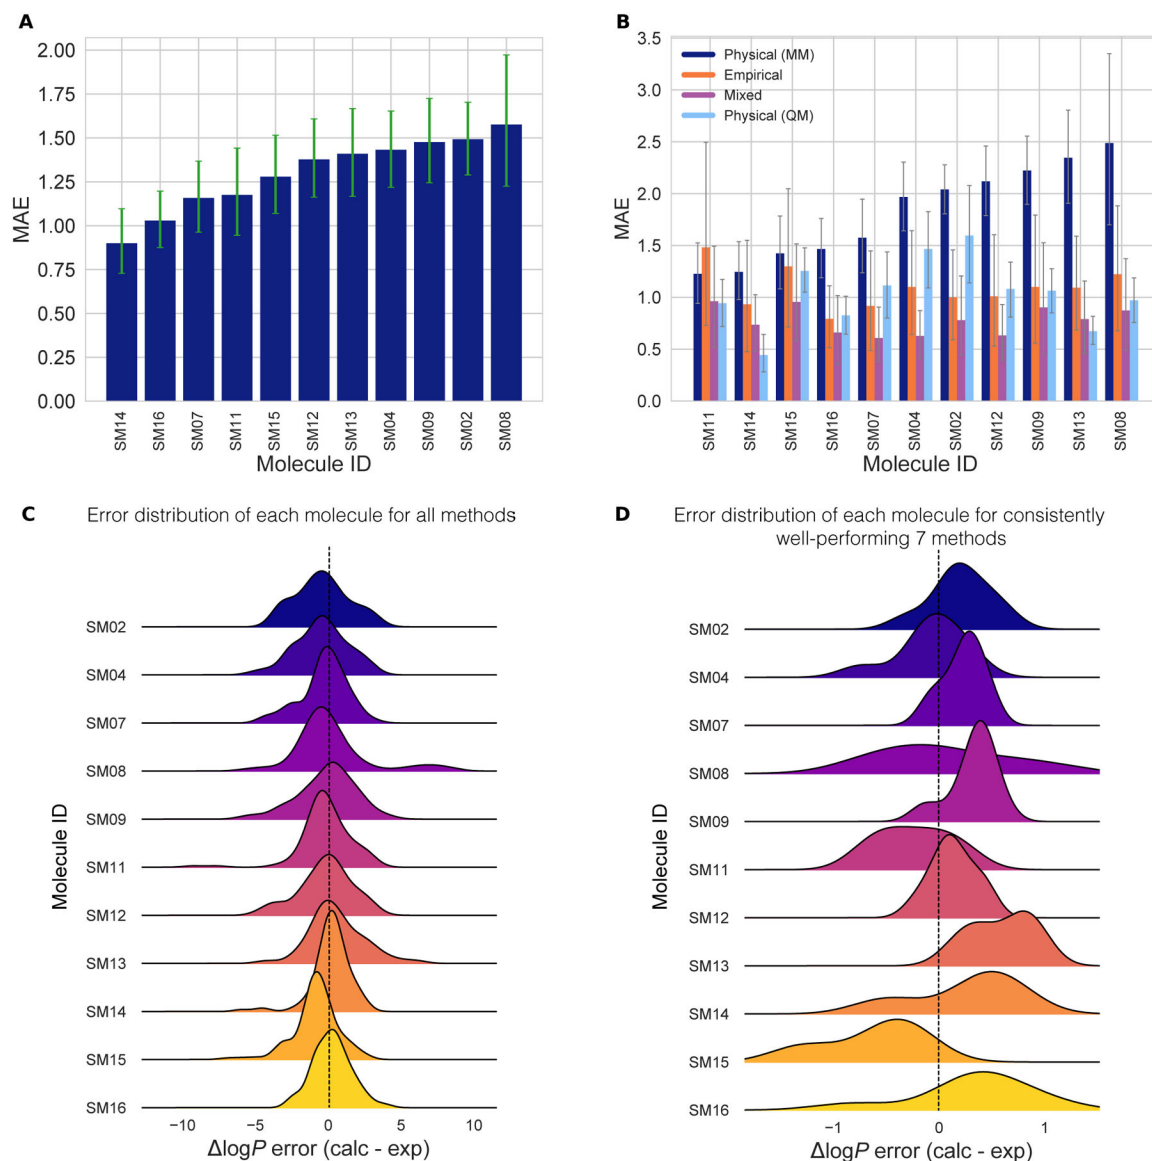 A
MAE
2.00
1.75
1.50
1.25
1.00
0.75
0.50
0.25
0.00
SM14 SM16 SM07 SM11 SM15 SM12 SM13 SM04 SM09 SM02 SM08
Molecule ID
B
MAE
3.5
3.0
2.5
2.0
1.5
1.0
0.5
0.0
Physical (MM)
Empirical
Mixed
Physical (QM)
SM11 SM14 SM15 SM16 SM07 SM04 SM02 SM12 SM09 SM13 SM08
Molecule ID
C
Error distribution of each molecule for all methods
Molecule ID
SM02
SM04
SM07
SM08
SM09
SM11
SM12
SM13
SM14
SM15
SM16
−10 −5 0 5 10
ΔlogP error (calc - exp)
D
Error distribution of each molecule for consistently
well-performing 7 methods
Molecule ID
SM02
SM04
SM07
SM08
SM09
SM11
SM12
SM13
SM14
SM15
SM16
−1 0 1
ΔlogP error (calc - exp)